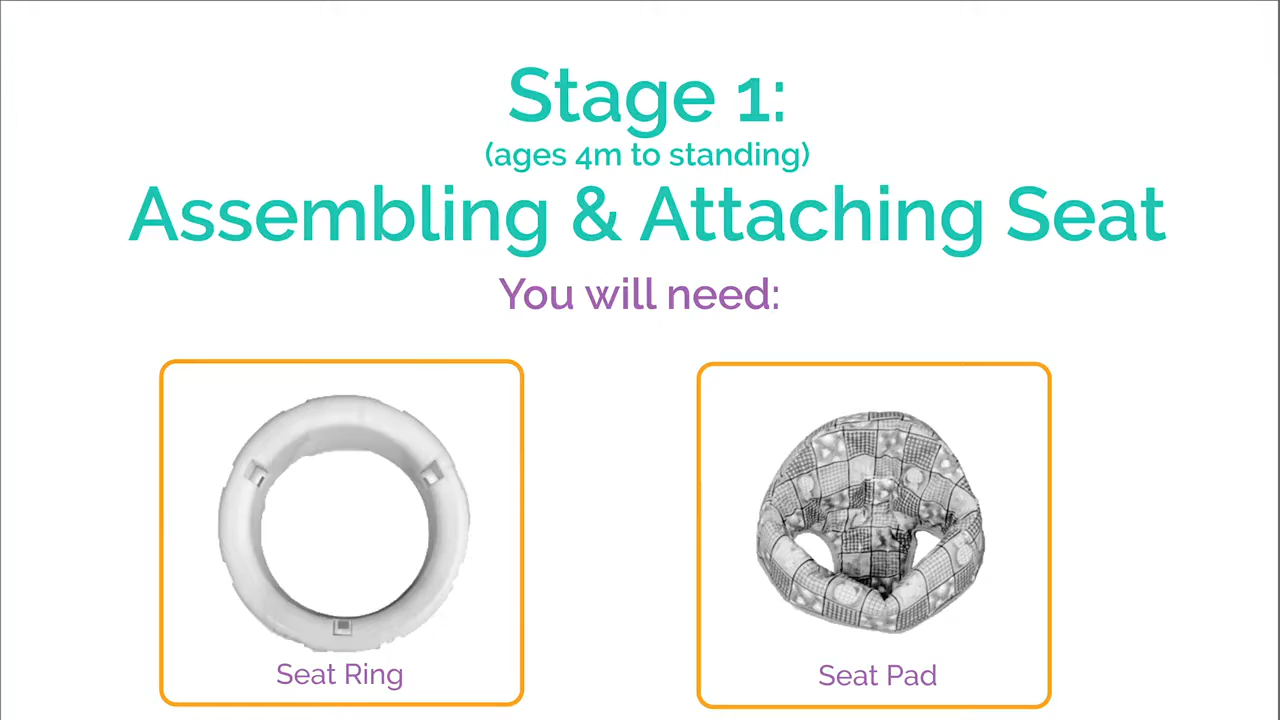 Stage 1:
(ages 4m to standing)
Assembling & Attaching Seat
You will need:
Seat Ring
Seat Pad